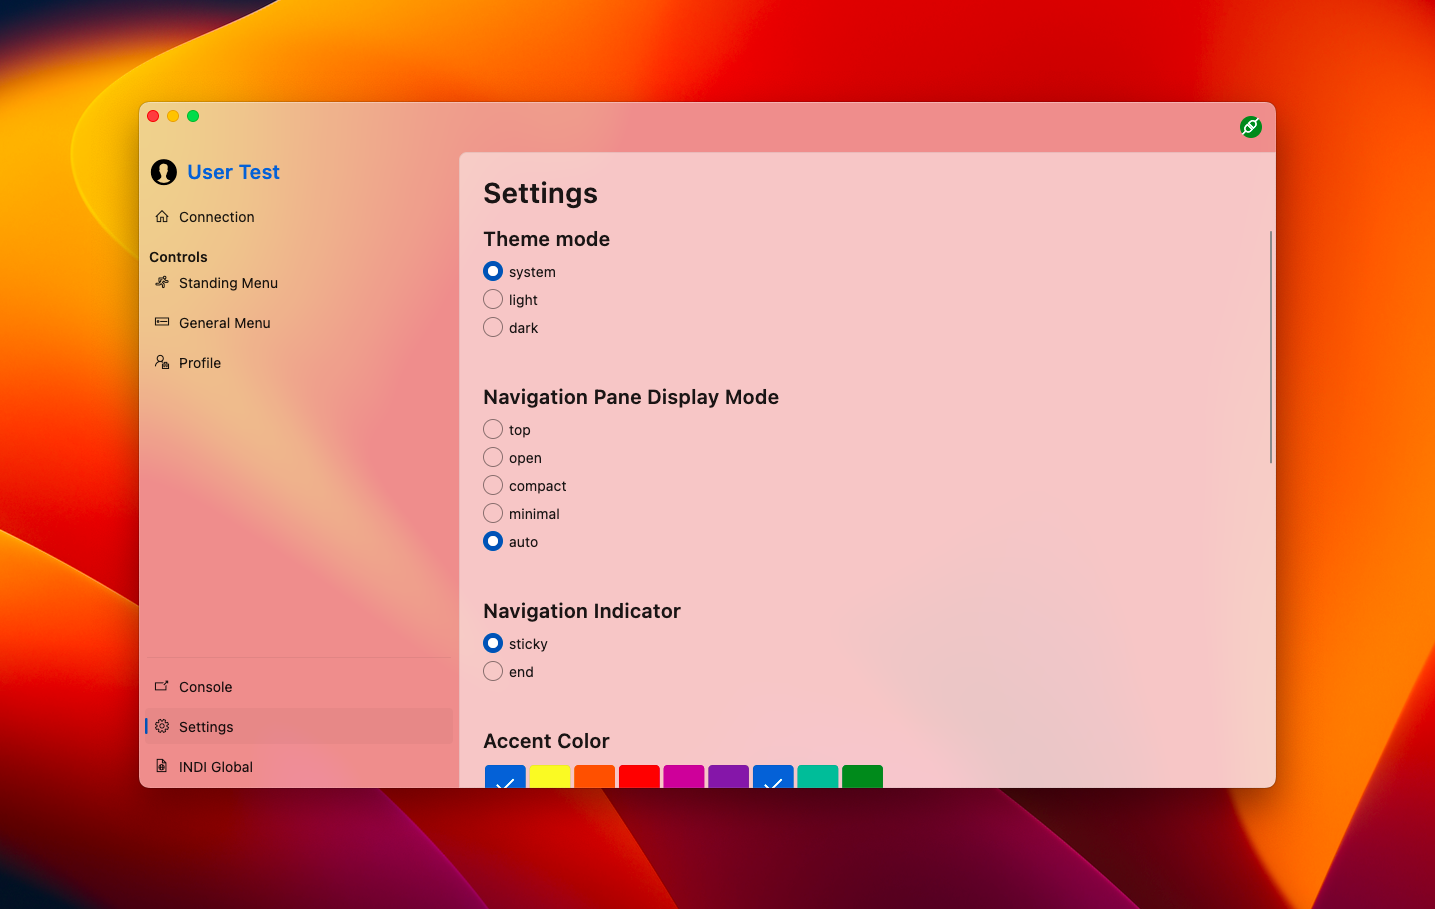 User Test
Connection
Controls
Standing Menu
General Menu
Profile
Console
Settings
INDI Global
Settings
Theme mode
system
light
dark
Navigation Pane Display Mode
top
open
compact
minimal
auto
Navigation Indicator
sticky
end
Accent Color